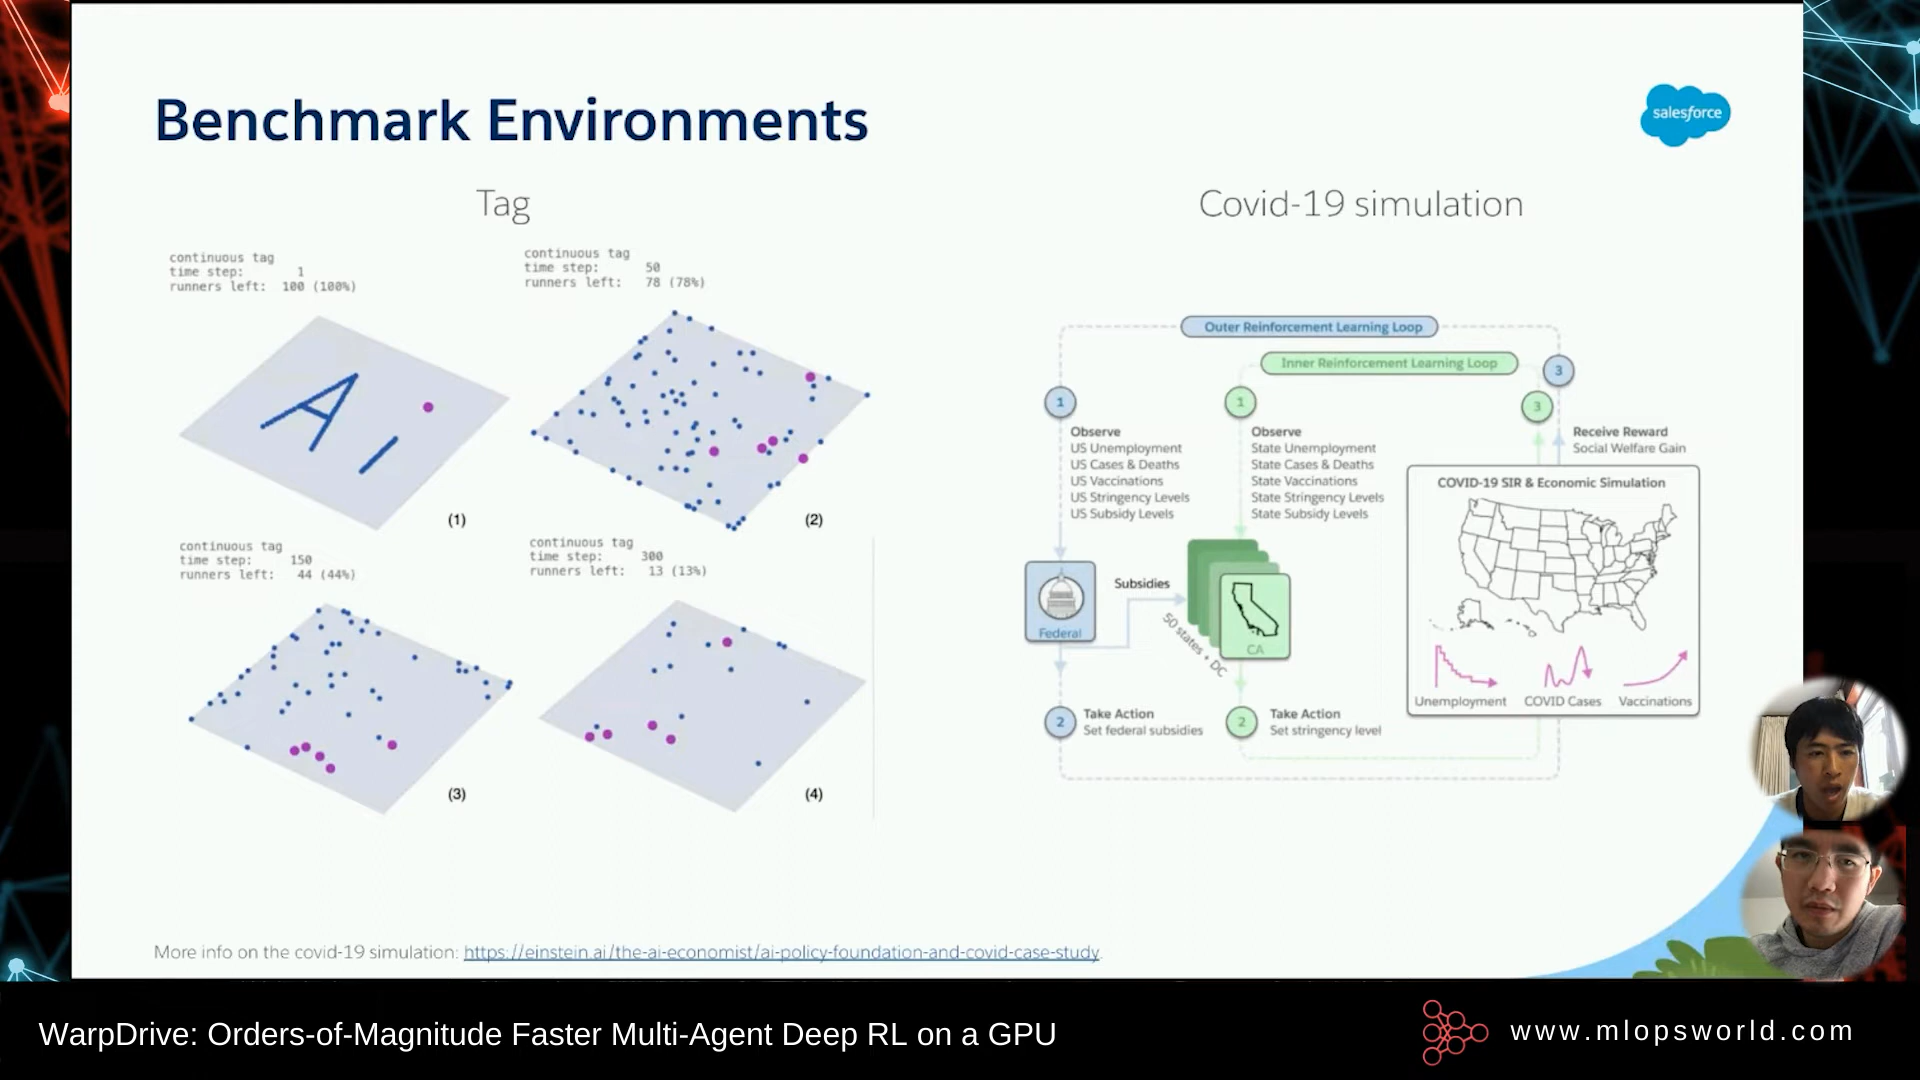 Benchmark Environments
salesforce
Tag
continuous tag
time step: 1
runners left: 100 (100%)
(1)
continuous tag
time step: 50
runners left: 78 (78%)
(2)
continuous tag
time step: 150
runners left: 44 (44%)
(3)
continuous tag
time step: 300
runners left: 13 (13%)
(4)
Covid-19 simulation
Outer Reinforcement Learning Loop
Inner Reinforcement Learning Loop
1
Observe
US Unemployment
US Cases & Deaths
US Vaccinations
US Stringency Levels
US Subsidy Levels
1
Observe
State Unemployment
State Cases & Deaths
State Vaccinations
State Stringency Levels
State Subsidy Levels
3
3
Receive Reward
Social Welfare Gain
COVID-19 SIR & Economic Simulation
Unemployment
COVID Cases
Vaccinations
Federal
Subsidies
50 states + DC
CA
2
Take Action
Set federal subsidies
2
Take Action
Set stringency level
More info on the covid-19 simulation: https://einstein.ai/the-ai-economist/ai-policy-foundation-and-covid-case-study.
WarpDrive: Orders-of-Magnitude Faster Multi-Agent Deep RL on a GPU
www.mlopsworld.com